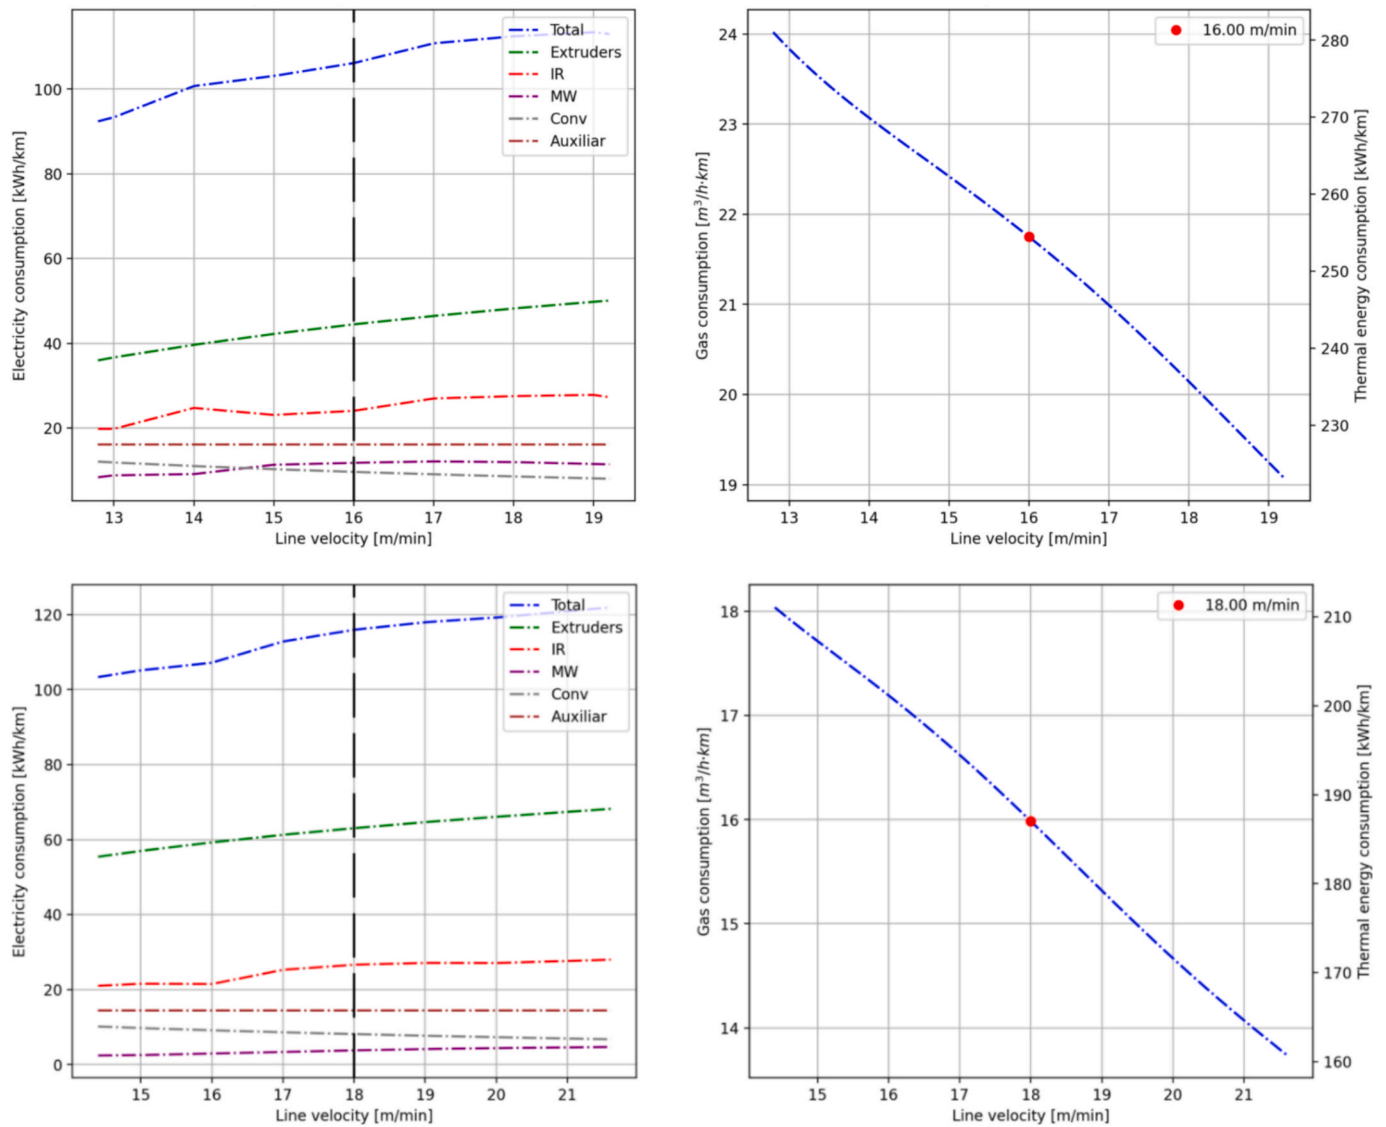 Electricity consumption [kWh/km]
100
80
60
40
20
13 14 15 16 17 18 19
Line velocity [m/min]
Total
Extruders
IR
MW
Conv
Auxiliar
Gas consumption [m³/h·km]
24
23
22
21
20
19
13 14 15 16 17 18 19
Line velocity [m/min]
16.00 m/min
280
270
260
250
240
230
Thermal energy consumption [kWh/km]
Electricity consumption [kWh/km]
120
100
80
60
40
20
0
15 16 17 18 19 20 21
Line velocity [m/min]
Total
Extruders
IR
MW
Conv
Auxiliar
Gas consumption [m³/h·km]
18
17
16
15
14
15 16 17 18 19 20 21
Line velocity [m/min]
18.00 m/min
210
200
190
180
170
160
Thermal energy consumption [kWh/km]